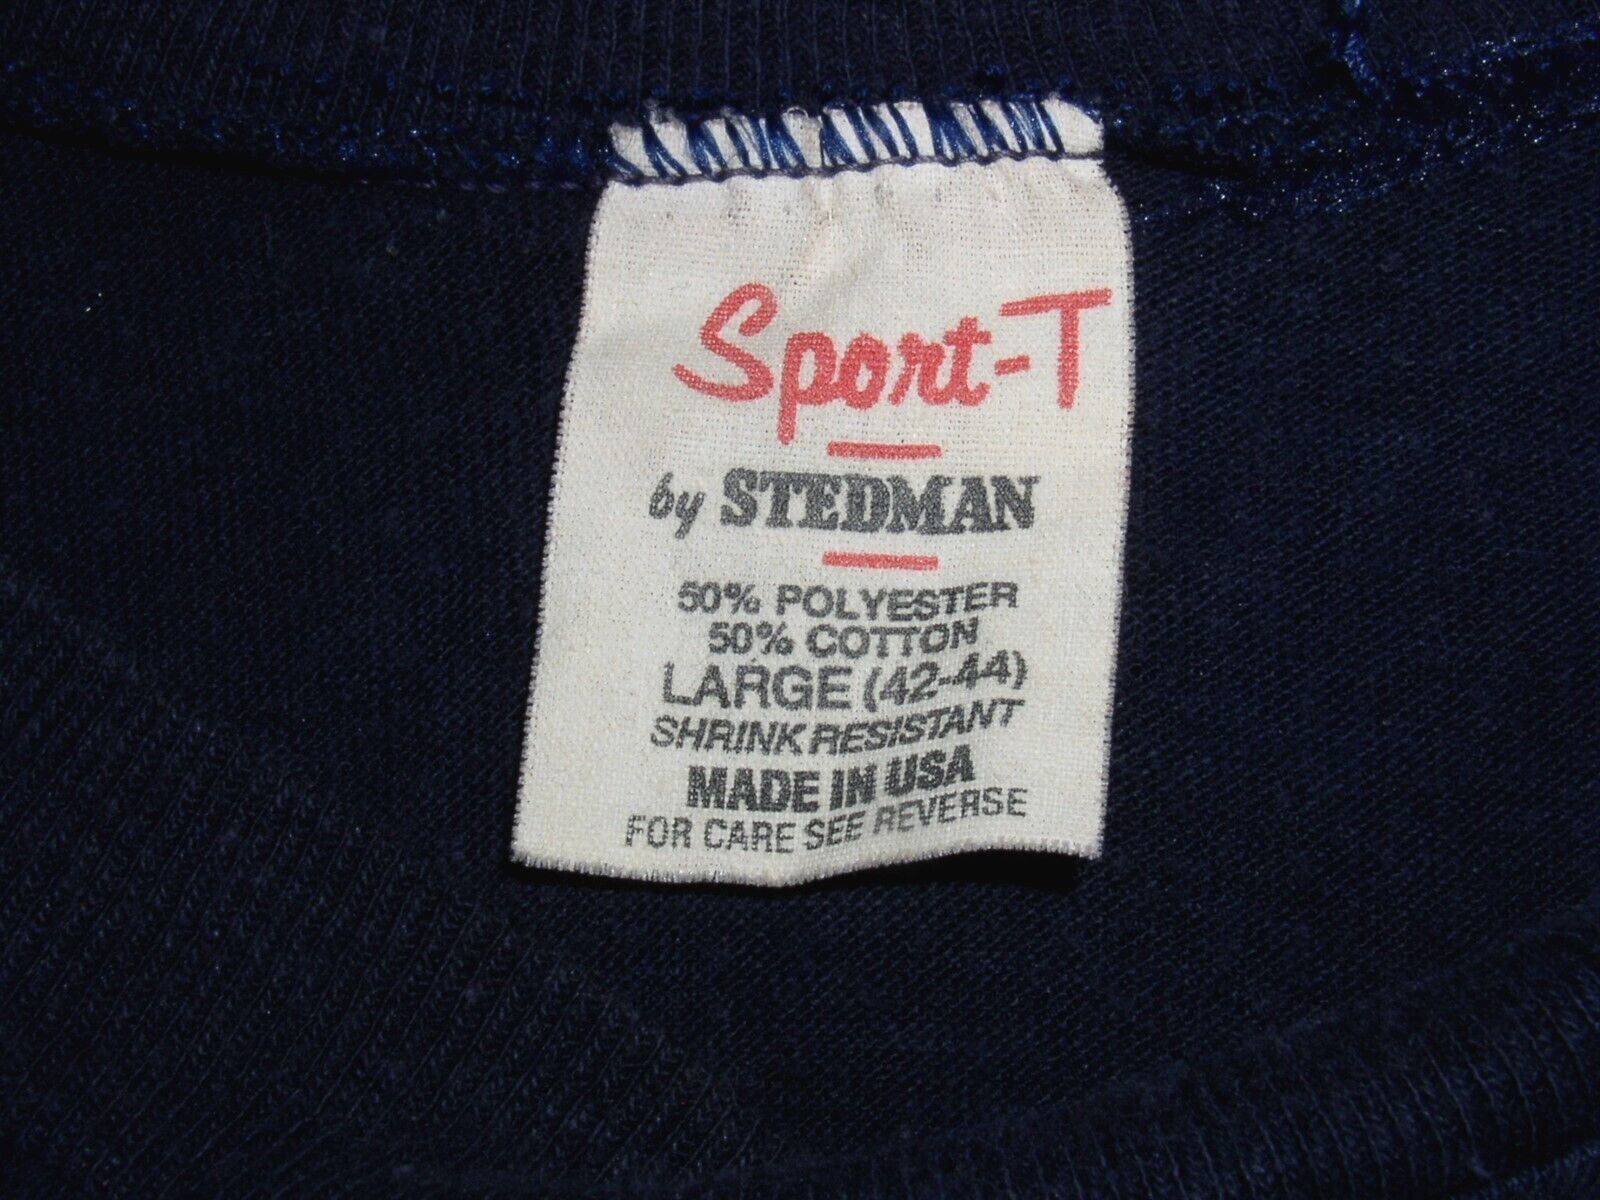 Sport-T
by STEDMAN
50% POLYESTER
50% COTTON
LARGE (42-44)
SHRINK RESISTANT
MADE IN USA
FOR CARE SEE REVERSE